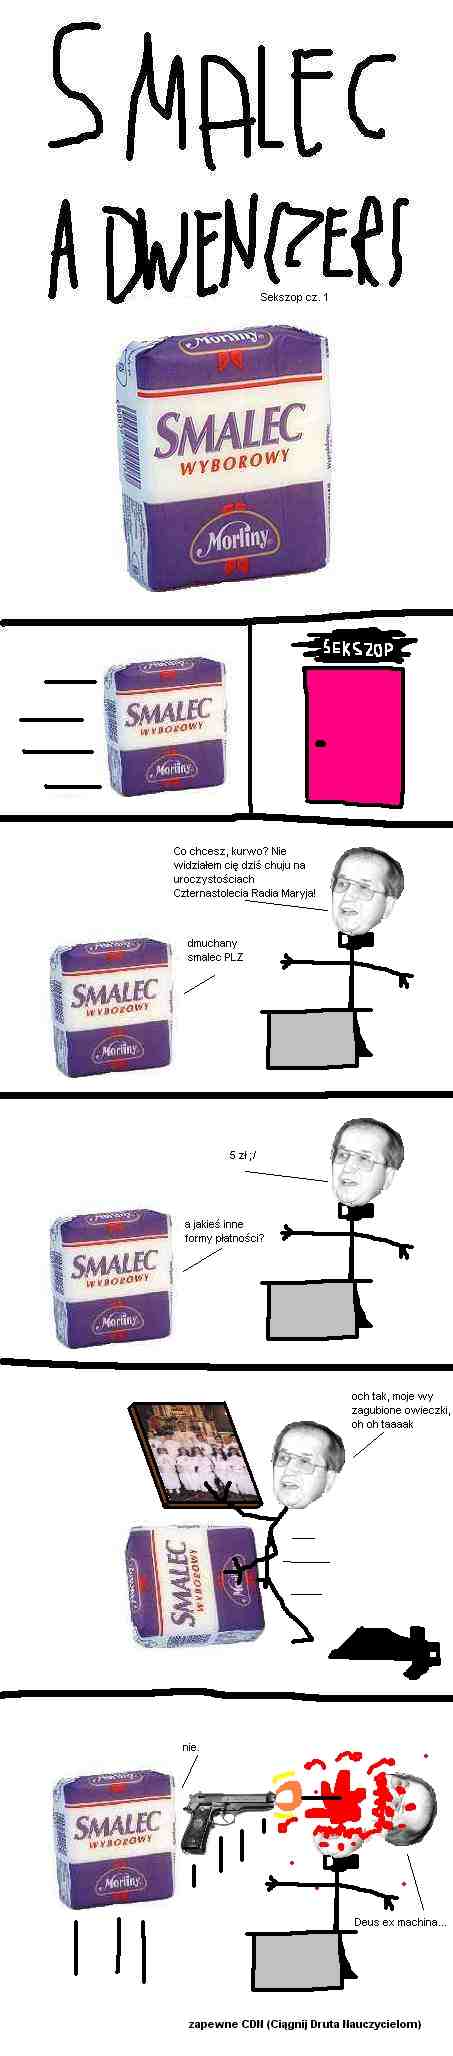 SMALEC
ADWENCZERS
Sekszop cz. 1
Morliny
SMALEC
WYBOROWY
Morliny
SEKSZOP
SMALEC
WYBOROWY
Morliny
Co chcesz, kurwo? Nie
widziałem cię dziś chuju na
uroczystościach
Czternastolecia Radia Maryja!
dmuchany
smalec PLZ
SMALEC
WYBOROWY
Morliny
5 zł ;/
a jakieś inne
formy płatności?
SMALEC
WYBOROWY
Morliny
och tak, moje wy
zagubione owieczki,
oh oh taaaak
SMALEC
WYBOROWY
nie.
SMALEC
WYBOROWY
Morliny
Deus ex machina...
zapewne CDN (Ciągnij Druta Nauczycielom)